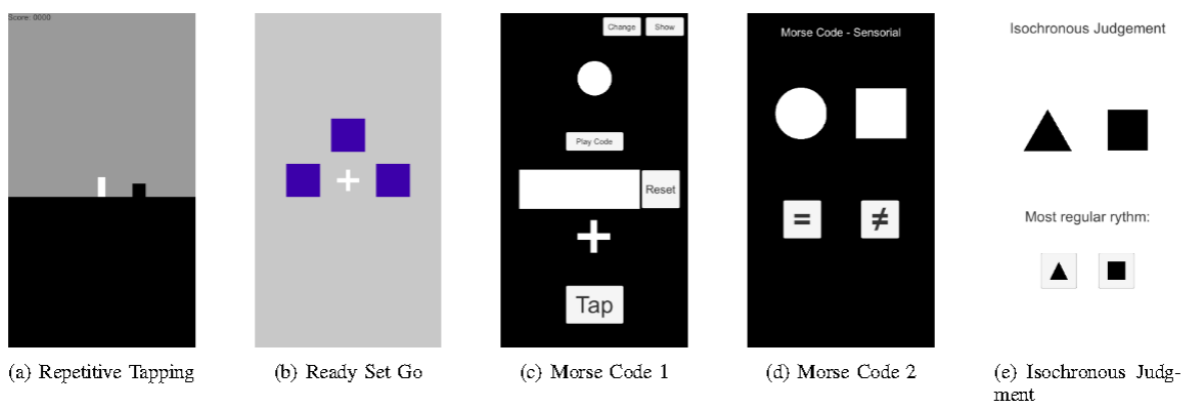 Score: 0000
Change
Show
Play Code
Reset
+
Tap
Morse Code - Sensorial
=
≠
Isochronous Judgement
Most regular rythm:
(a) Repetitive Tapping
(b) Ready Set Go
(c) Morse Code 1
(d) Morse Code 2
(e) Isochronous Judg-
ment